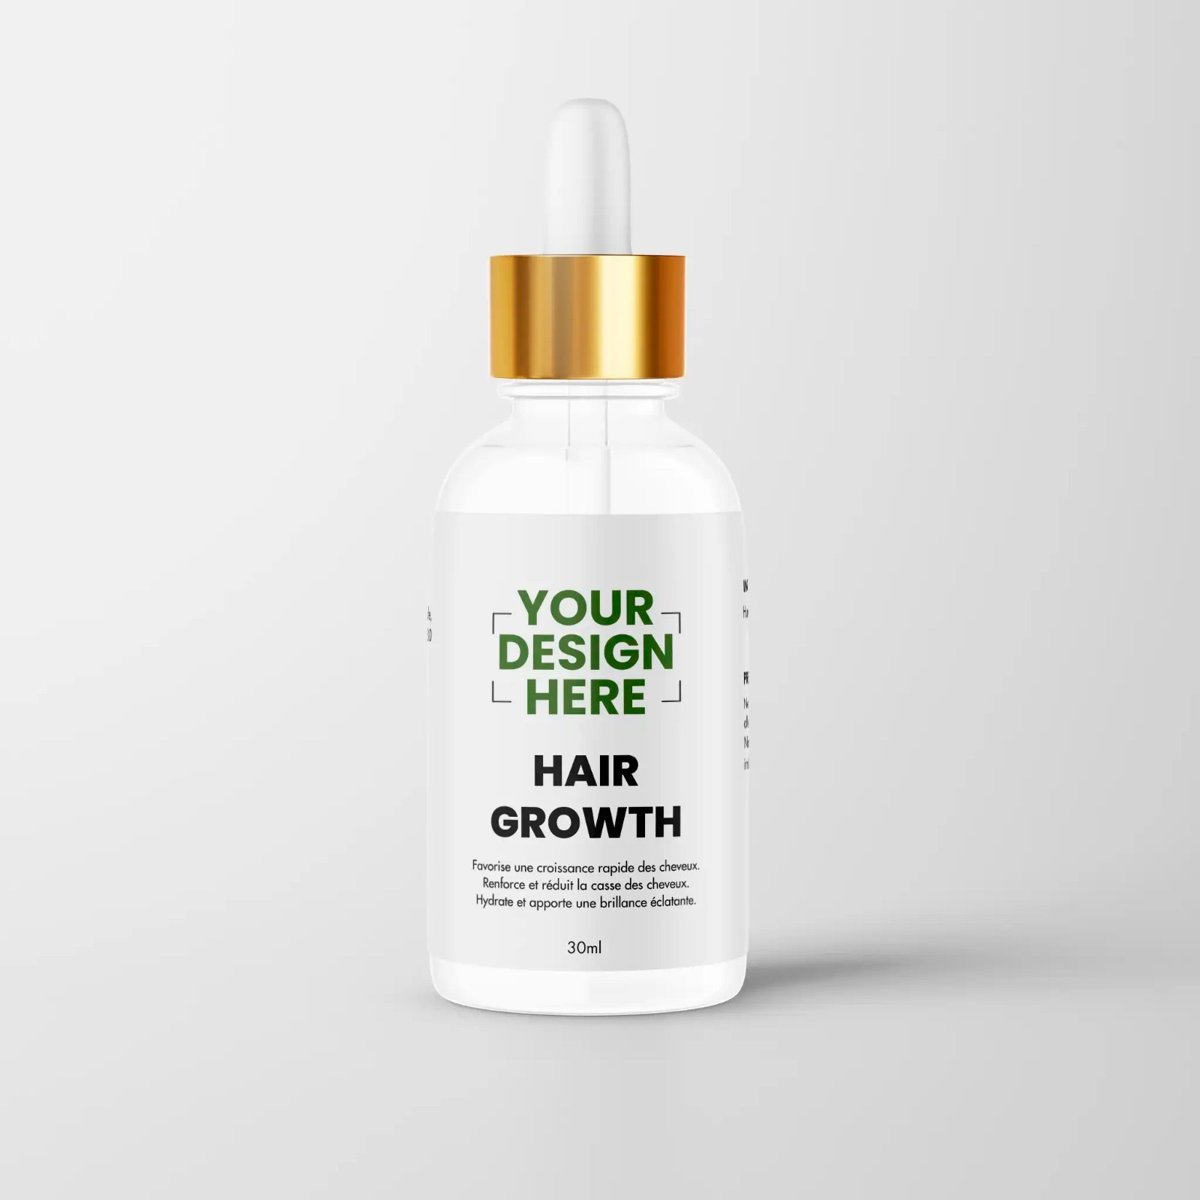 YOUR
DESIGN
HERE
HAIR
GROWTH
Favorise une croissance rapide des cheveux.
Renforce et réduit la casse des cheveux.
Hydrate et apporte une brillance éclatante.
30ml